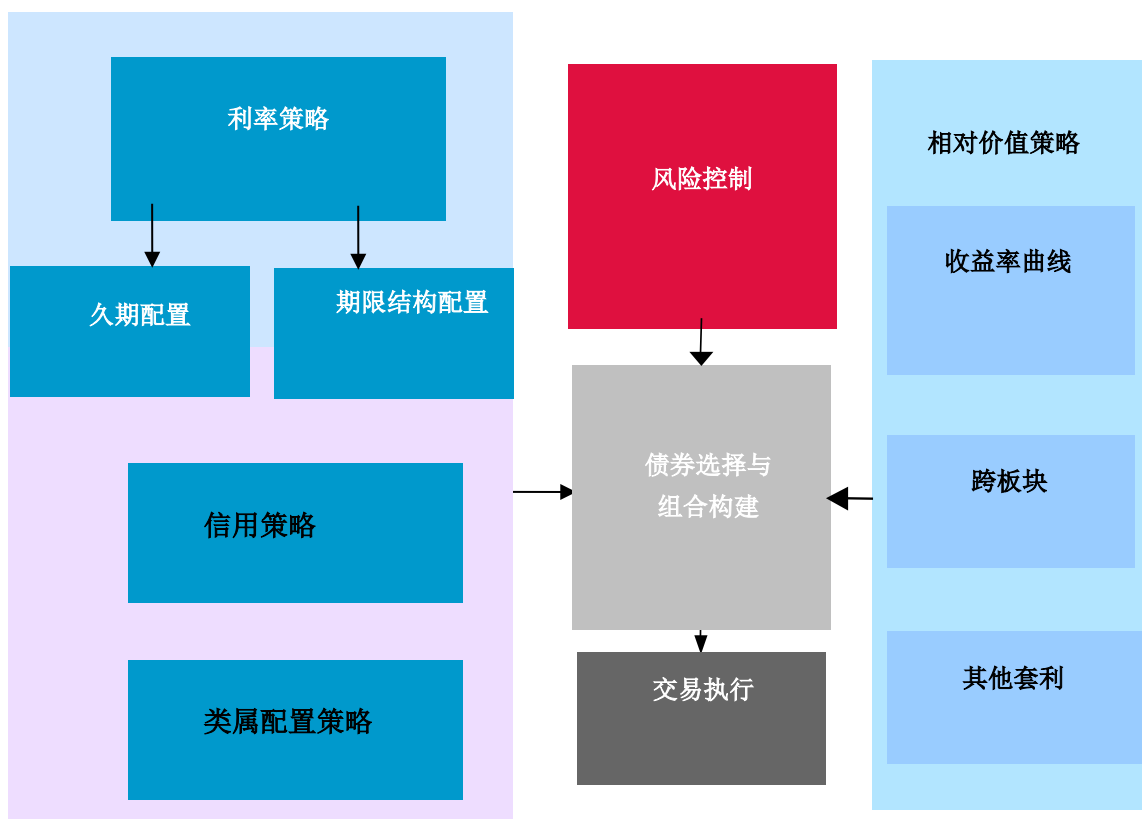 利率策略
久期配置
期限结构配置
信用策略
类属配置策略
风险控制
债券选择与
组合构建
交易执行
相对价值策略
收益率曲线
跨板块
其他套利